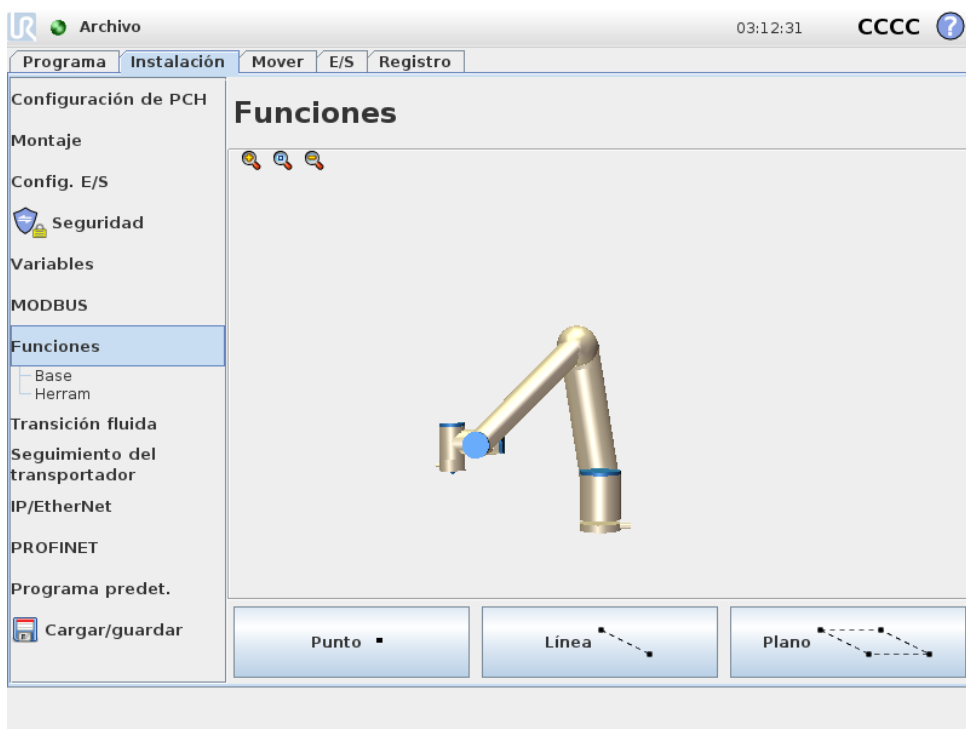 UR Archivo 03:12:31 CCCC ?
Programa Instalación Mover E/S Registro
Configuración de PCH
Montaje
Config. E/S
Seguridad
Variables
MODBUS
Funciones
Base
Herram
Transición fluida
Seguimiento del
transportador
IP/EtherNet
PROFINET
Programa predet.
Cargar/guardar
Funciones
Punto
Línea
Plano